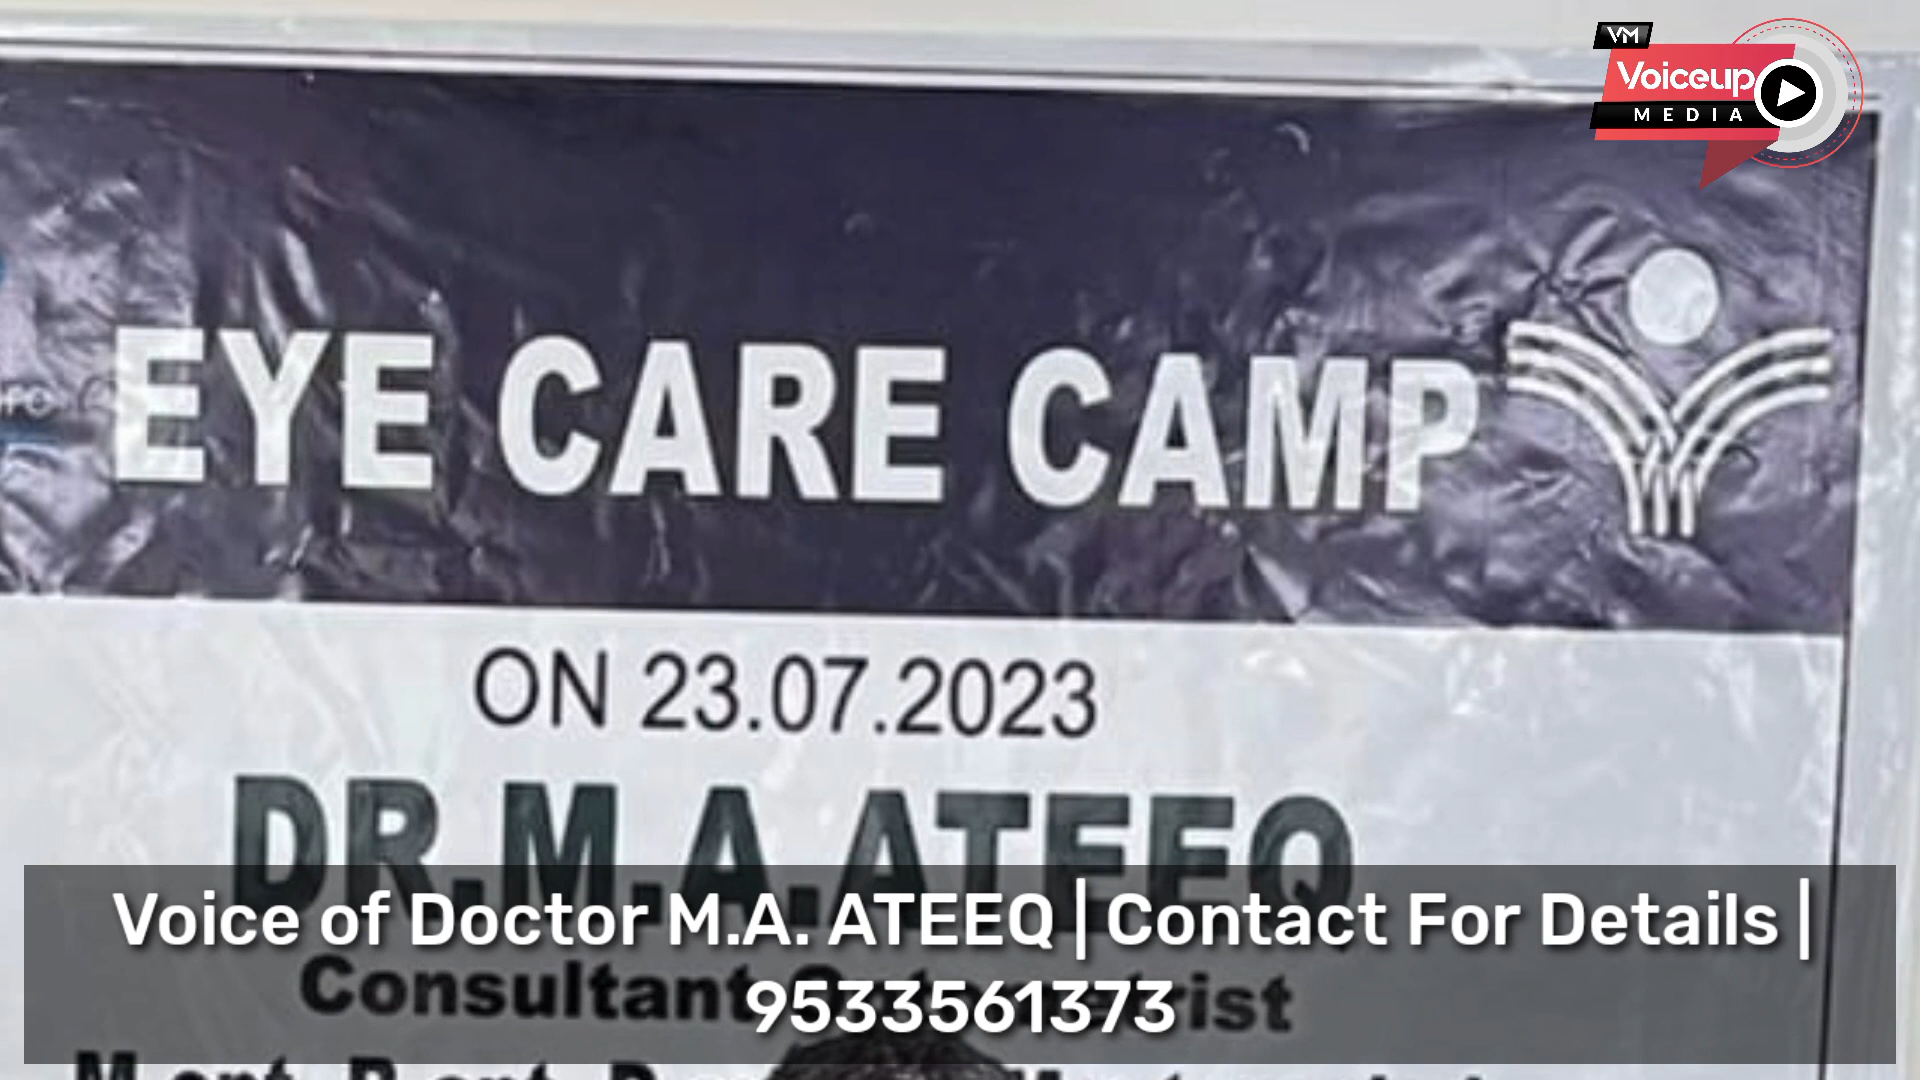 VM
Voiceup
MEDIA
EYE CARE CAMP
ON 23.07.2023
DR.M.A.ATEEQ
Voice of Doctor M.A. ATEEQ | Contact For Details |
9533561373
Consultant